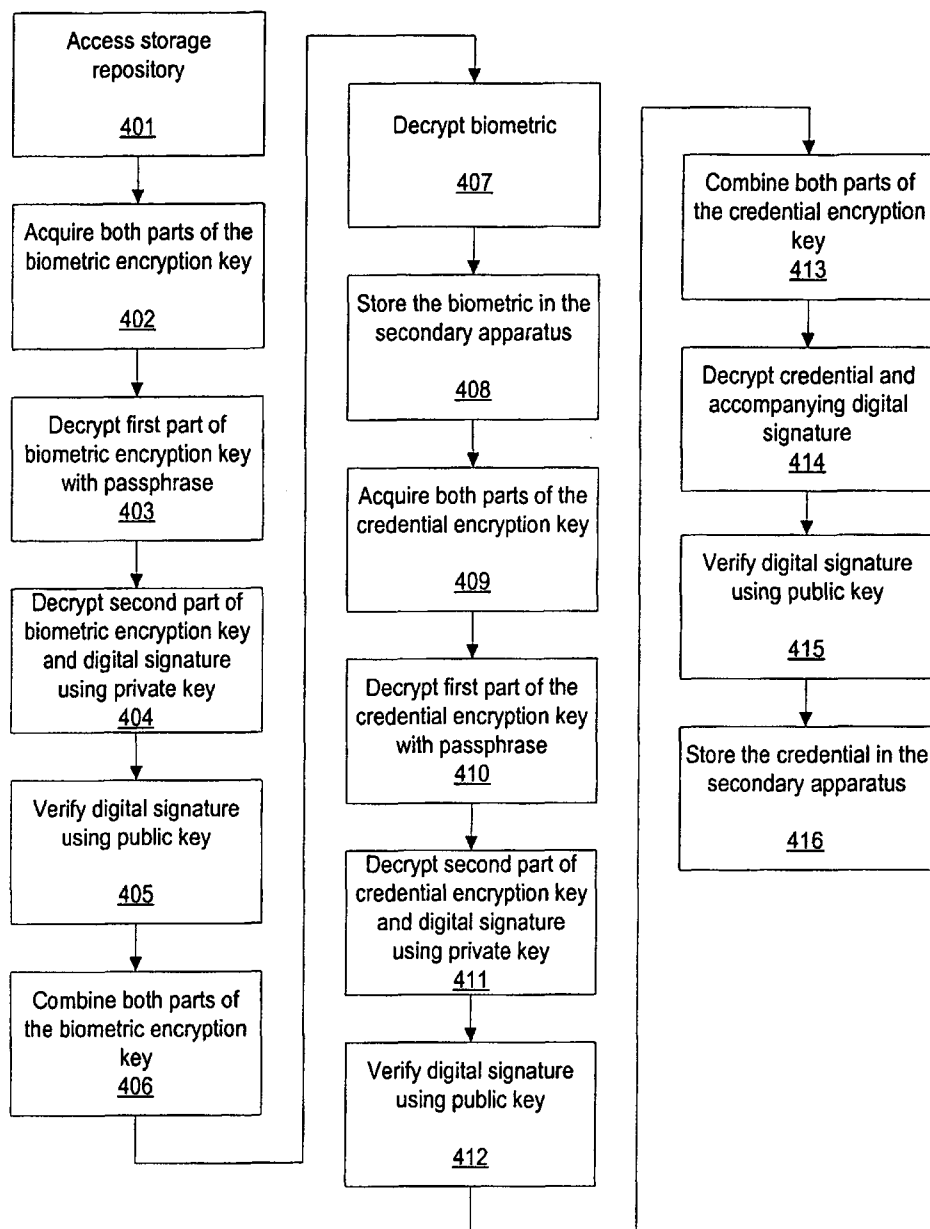 Access storage
repository
401
Acquire both parts of the
biometric encryption key
402
Decrypt first part of
biometric encryption key
with passphrase
403
Decrypt second part of
biometric encryption key
and digital signature
using private key
404
Verify digital signature
using public key
405
Combine both parts of
the biometric encryption
key
406
Decrypt biometric
407
Store the biometric in the
secondary apparatus
408
Acquire both parts of the
credential encryption key
409
Decrypt first part of the
credential encryption key
with passphrase
410
Decrypt second part of
credential encryption key
and digital signature
using private key
411
Verify digital signature
using public key
412
Combine both parts of
the credential encryption
key
413
Decrypt credential and
accompanying digital
signature
414
Verify digital signature
using public key
415
Store the credential in the
secondary apparatus
416